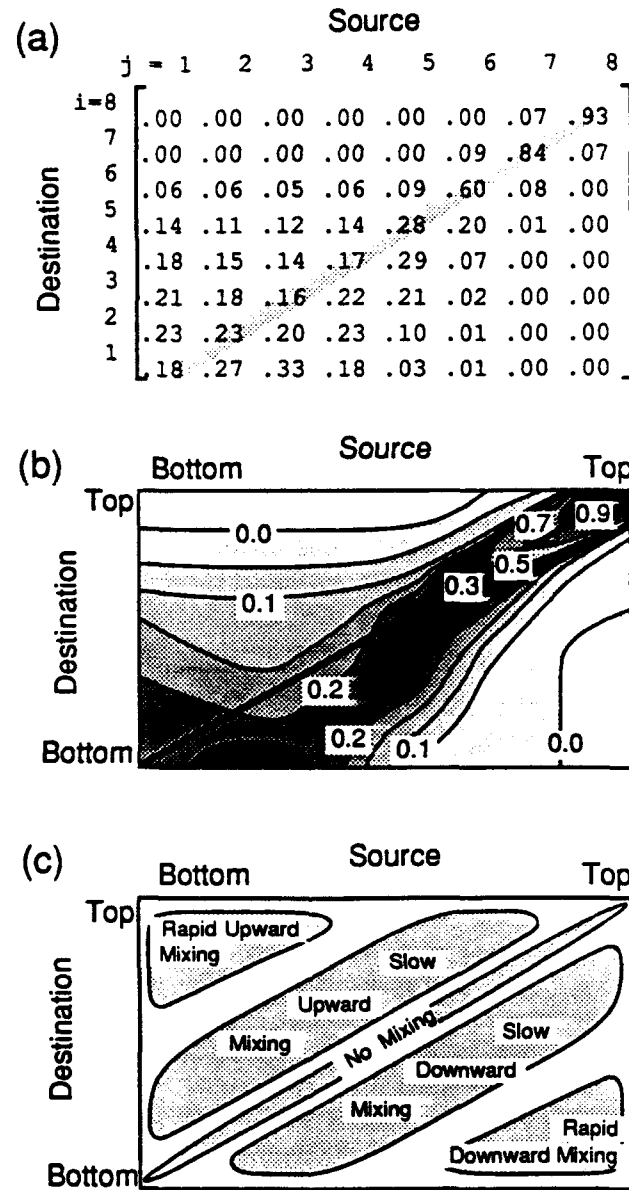 (a)
Source
j = 1 2 3 4 5 6 7 8
Destination
i=8 .00 .00 .00 .00 .00 .00 .07 .93
7 .00 .00 .00 .00 .00 .09 .84 .07
6 .06 .06 .05 .06 .09 .60 .08 .00
5 .14 .11 .12 .14 .28 .20 .01 .00
4 .18 .15 .14 .17 .29 .07 .00 .00
3 .21 .18 .16 .22 .21 .02 .00 .00
2 .23 .23 .20 .23 .10 .01 .00 .00
1 .18 .27 .33 .18 .03 .01 .00 .00
(b)
Source
Bottom Top
Top
Destination
Bottom
0.0
0.7 0.9
0.5
0.3
0.1
0.2
0.2 0.1 0.0
(c)
Source
Bottom Top
Top
Destination
Bottom
Rapid Upward
Mixing
Slow
Upward
Mixing
No Mixing
Slow
Downward
Mixing
Rapid
Downward Mixing